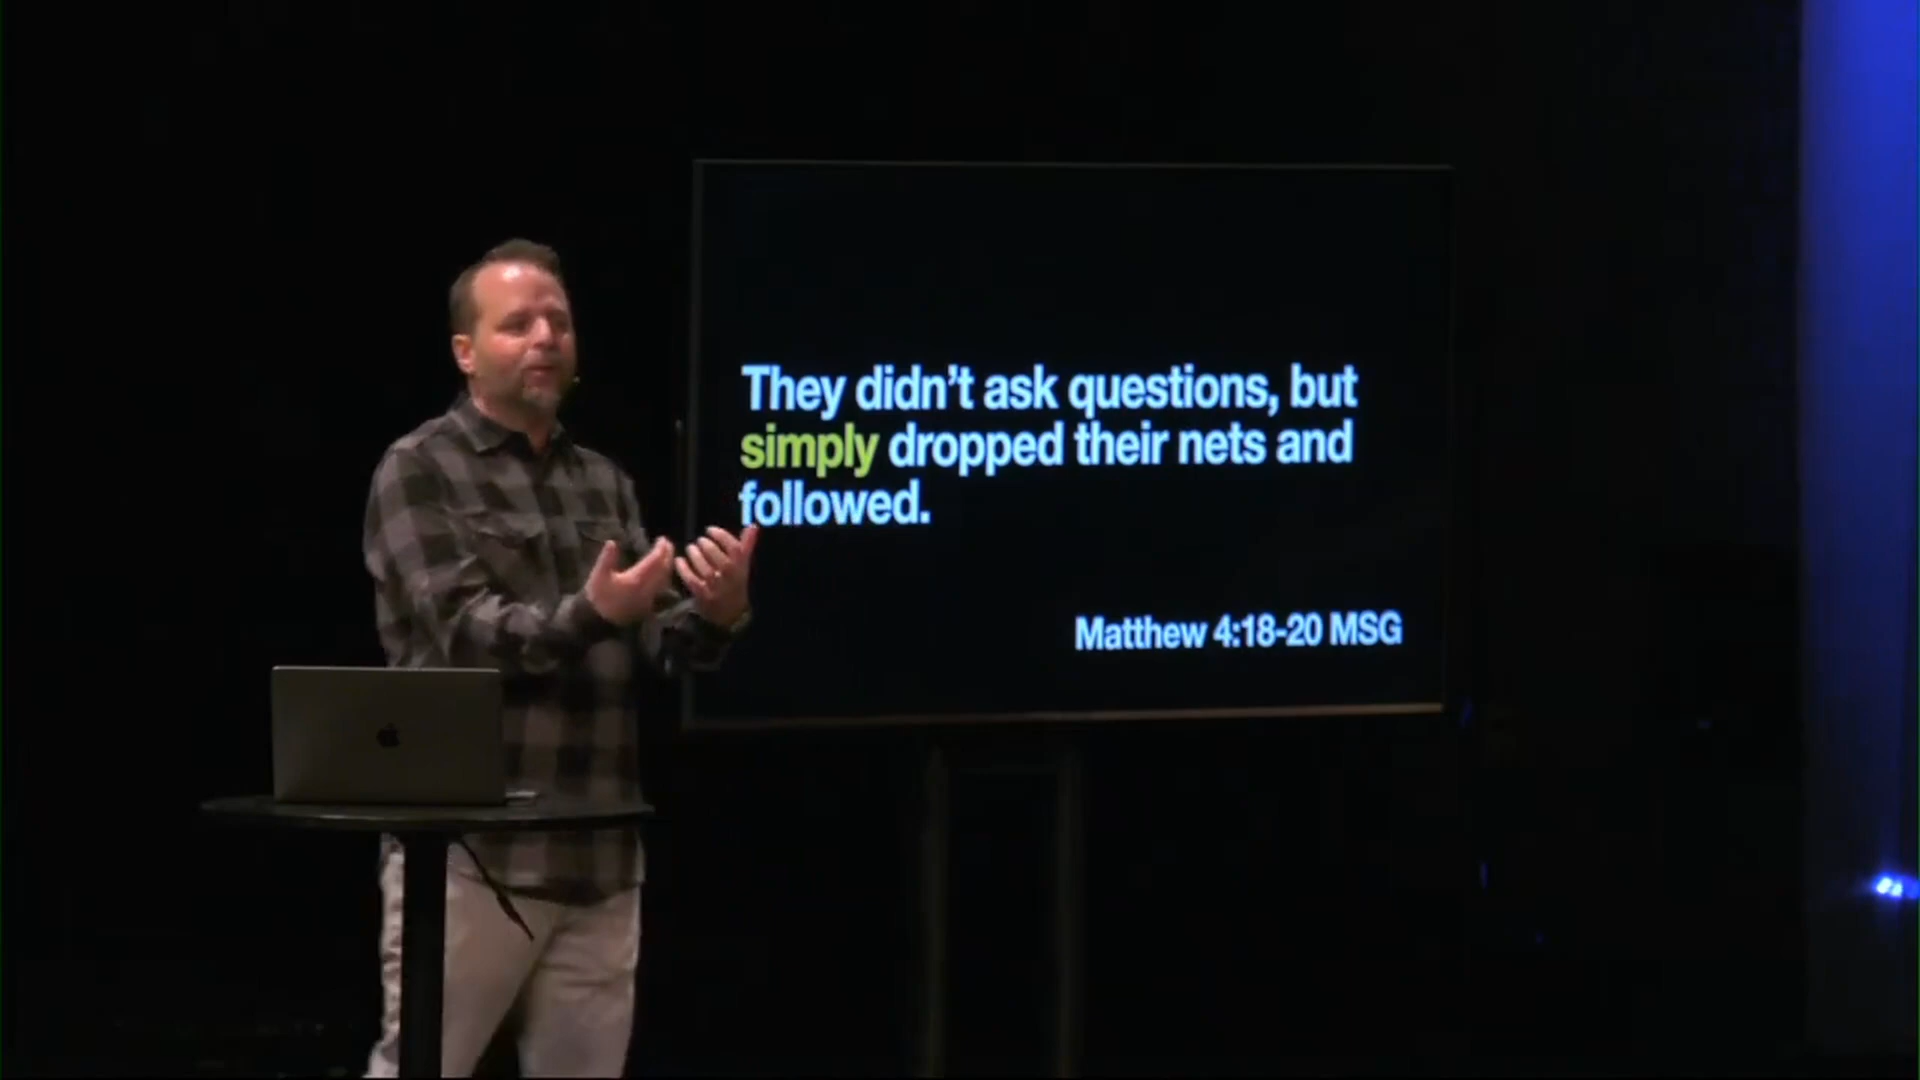 They didn't ask questions, but
simply dropped their nets and
followed.
Matthew 4:18-20 MSG